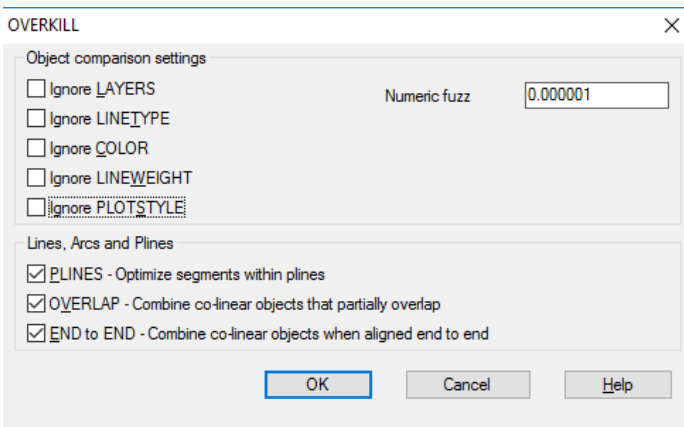 OVERKILL
Object comparison settings
Ignore LAYERS
Numeric fuzz 0.000001
Ignore LINETYPE
Ignore COLOR
Ignore LINEWEIGHT
Ignore PLOTSTYLE
Lines, Arcs and Plines
PLINES - Optimize segments within plines
OVERLAP - Combine co-linear objects that partially overlap
END to END - Combine co-linear objects when aligned end to end
OK Cancel Help